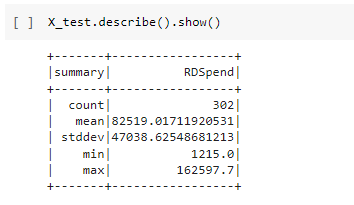 [ ] X_test.describe().show()
+-------+-----------------+
|summary|          RDSpend|
+-------+-----------------+
|  count|              302|
|   mean|82519.01711920531|
| stddev|47038.62548681213|
|    min|           1215.0|
|    max|         162597.7|
+-------+-----------------+